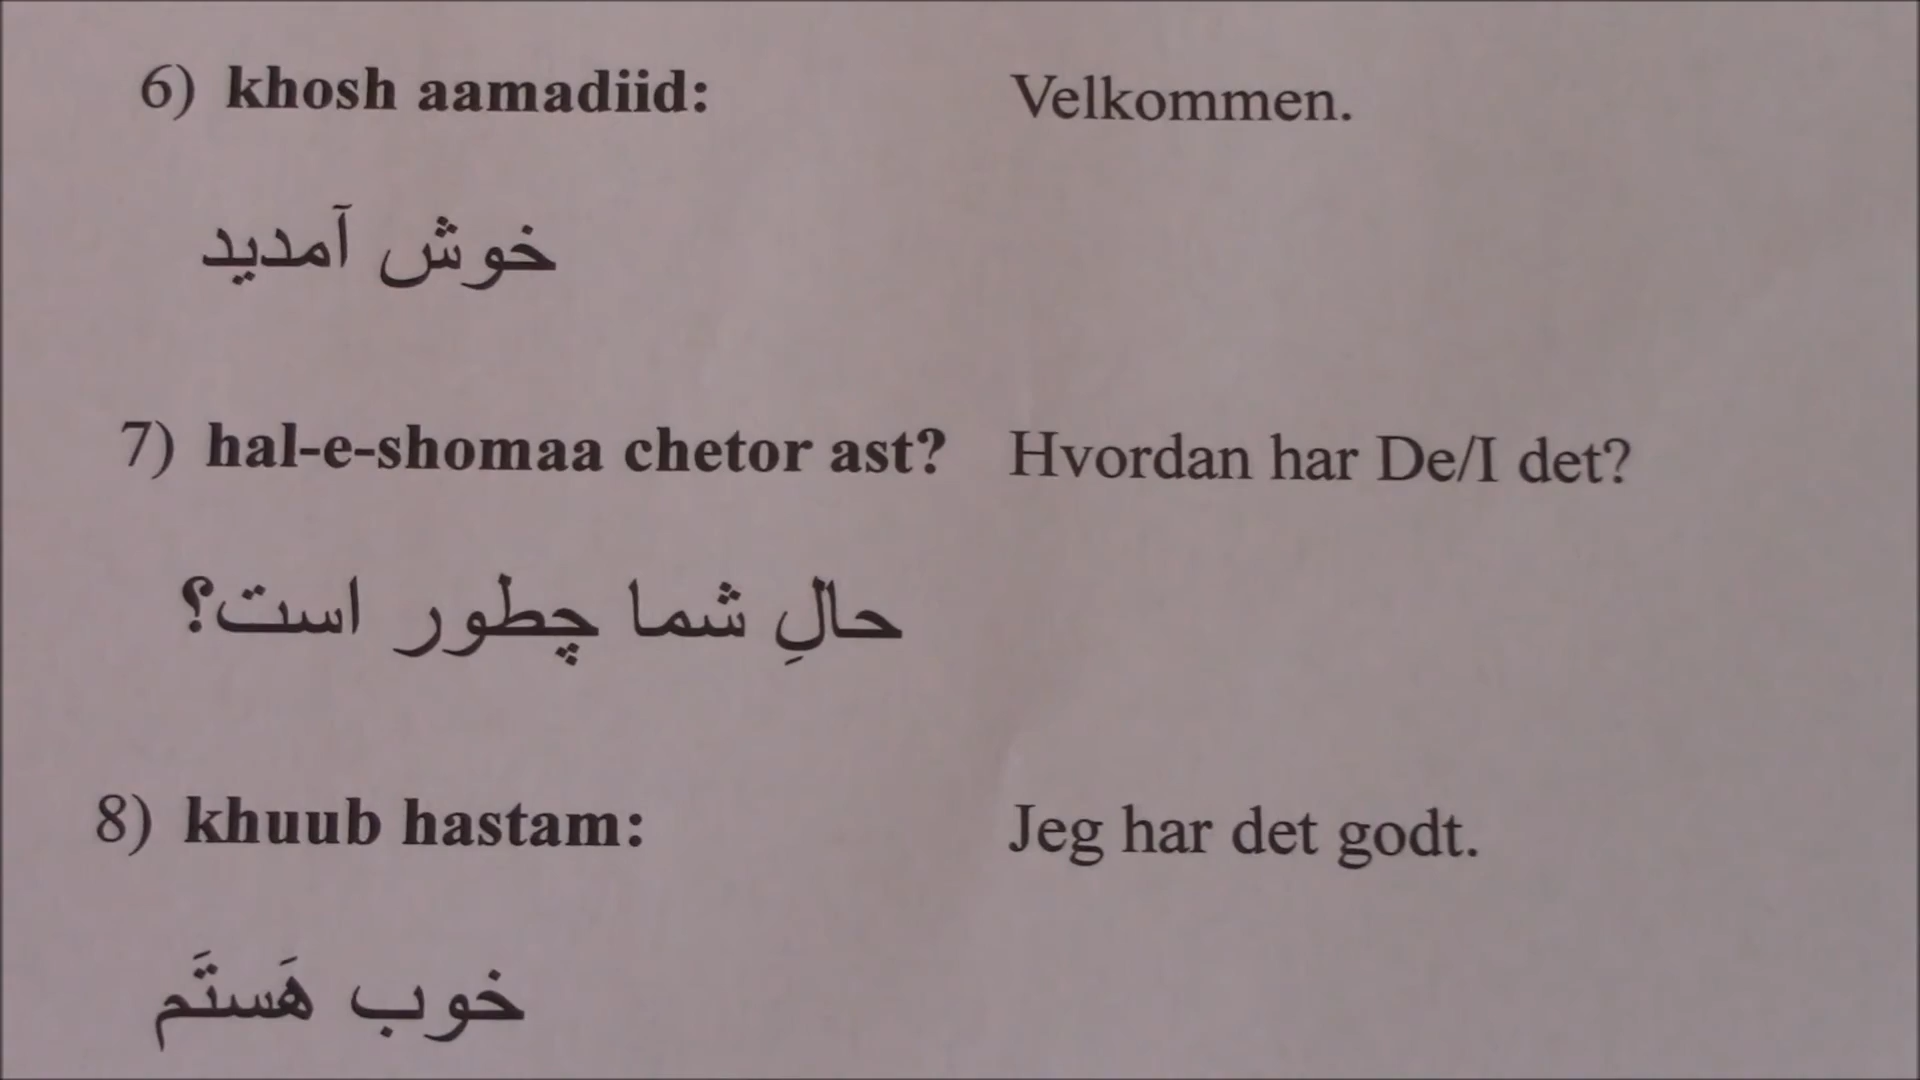 6) khosh aamadiid: Velkommen.
خوش آمدید
7) hal-e-shomaa chetor ast? Hvordan har De/I det?
حالِ شما چطور است؟
8) khuub hastam: Jeg har det godt.
خوب هَستَم